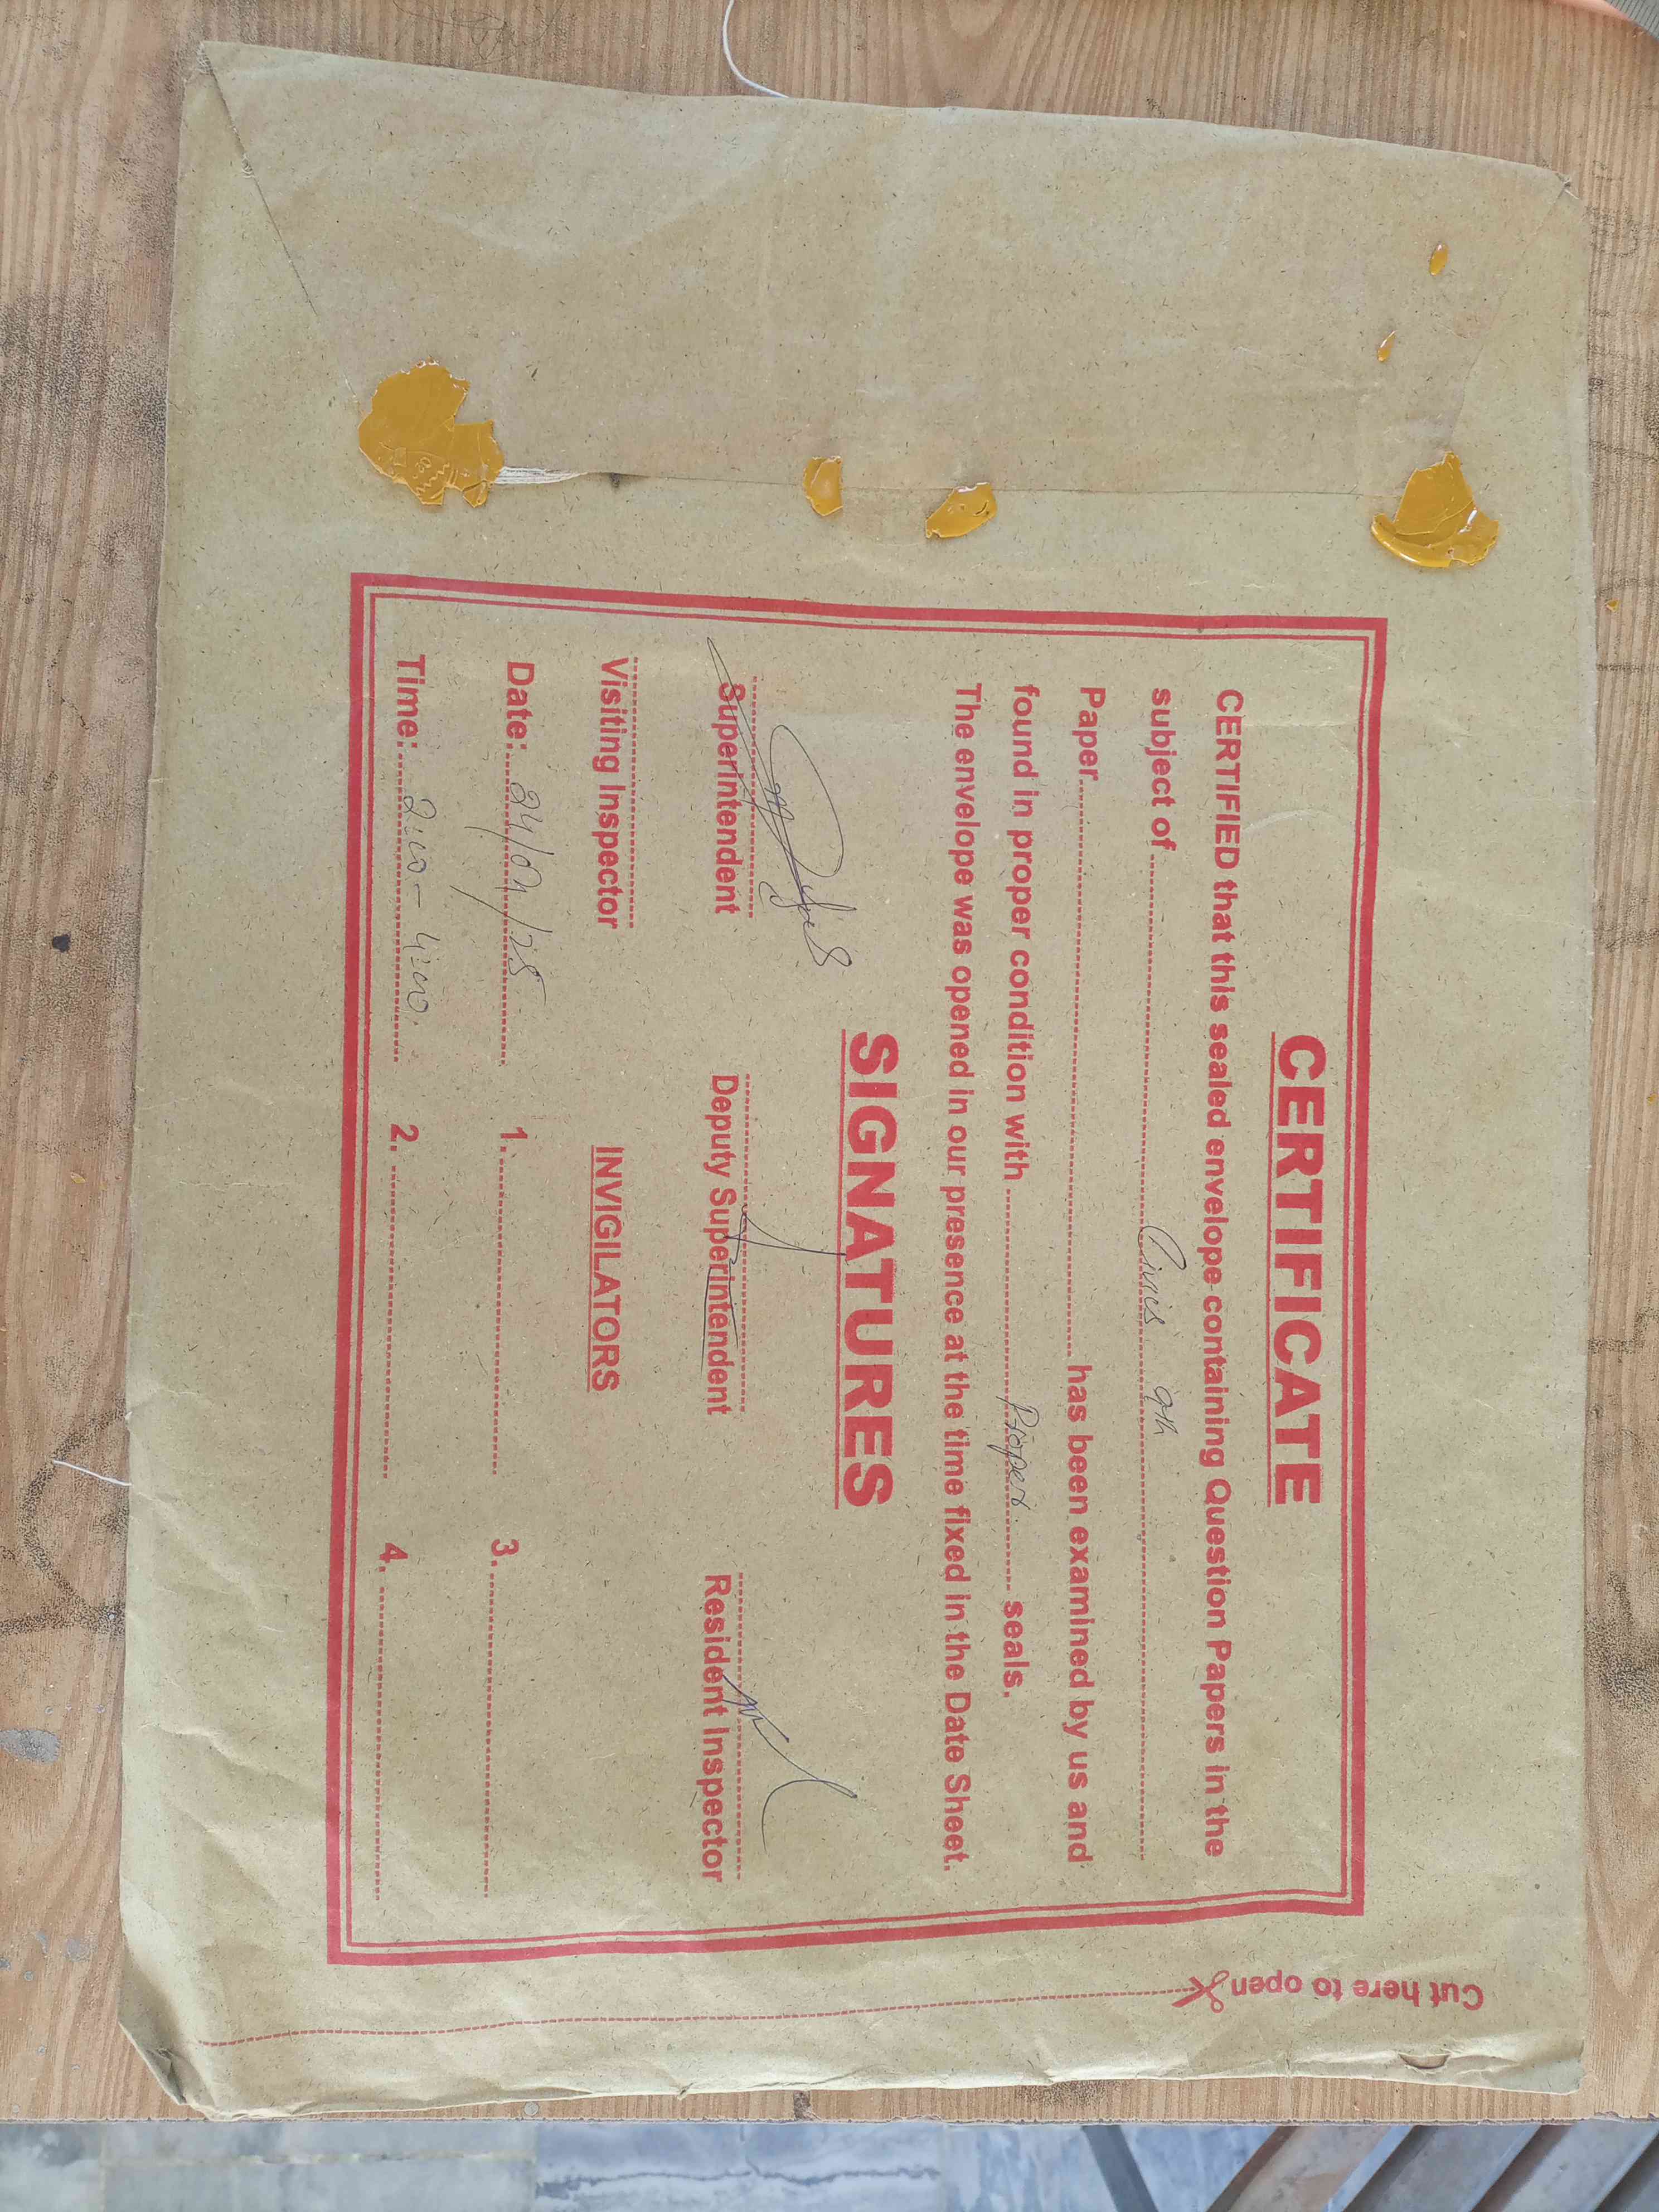 CERTIFICATE
CERTIFIED that this sealed envelope containing Question Papers in the
subject of Civics 9th
Paper has been examined by us and
found in proper condition with Proper seals.
The envelope was opened in our presence at the time fixed in the Date Sheet.
SIGNATURES
Superintendent Deputy Superintendent Resident Inspector
Visiting Inspector INVIGILATORS
Date: 24/04/25 1. 3.
Time: 2:00 - 4:00. 2. 4.
Cut here to open